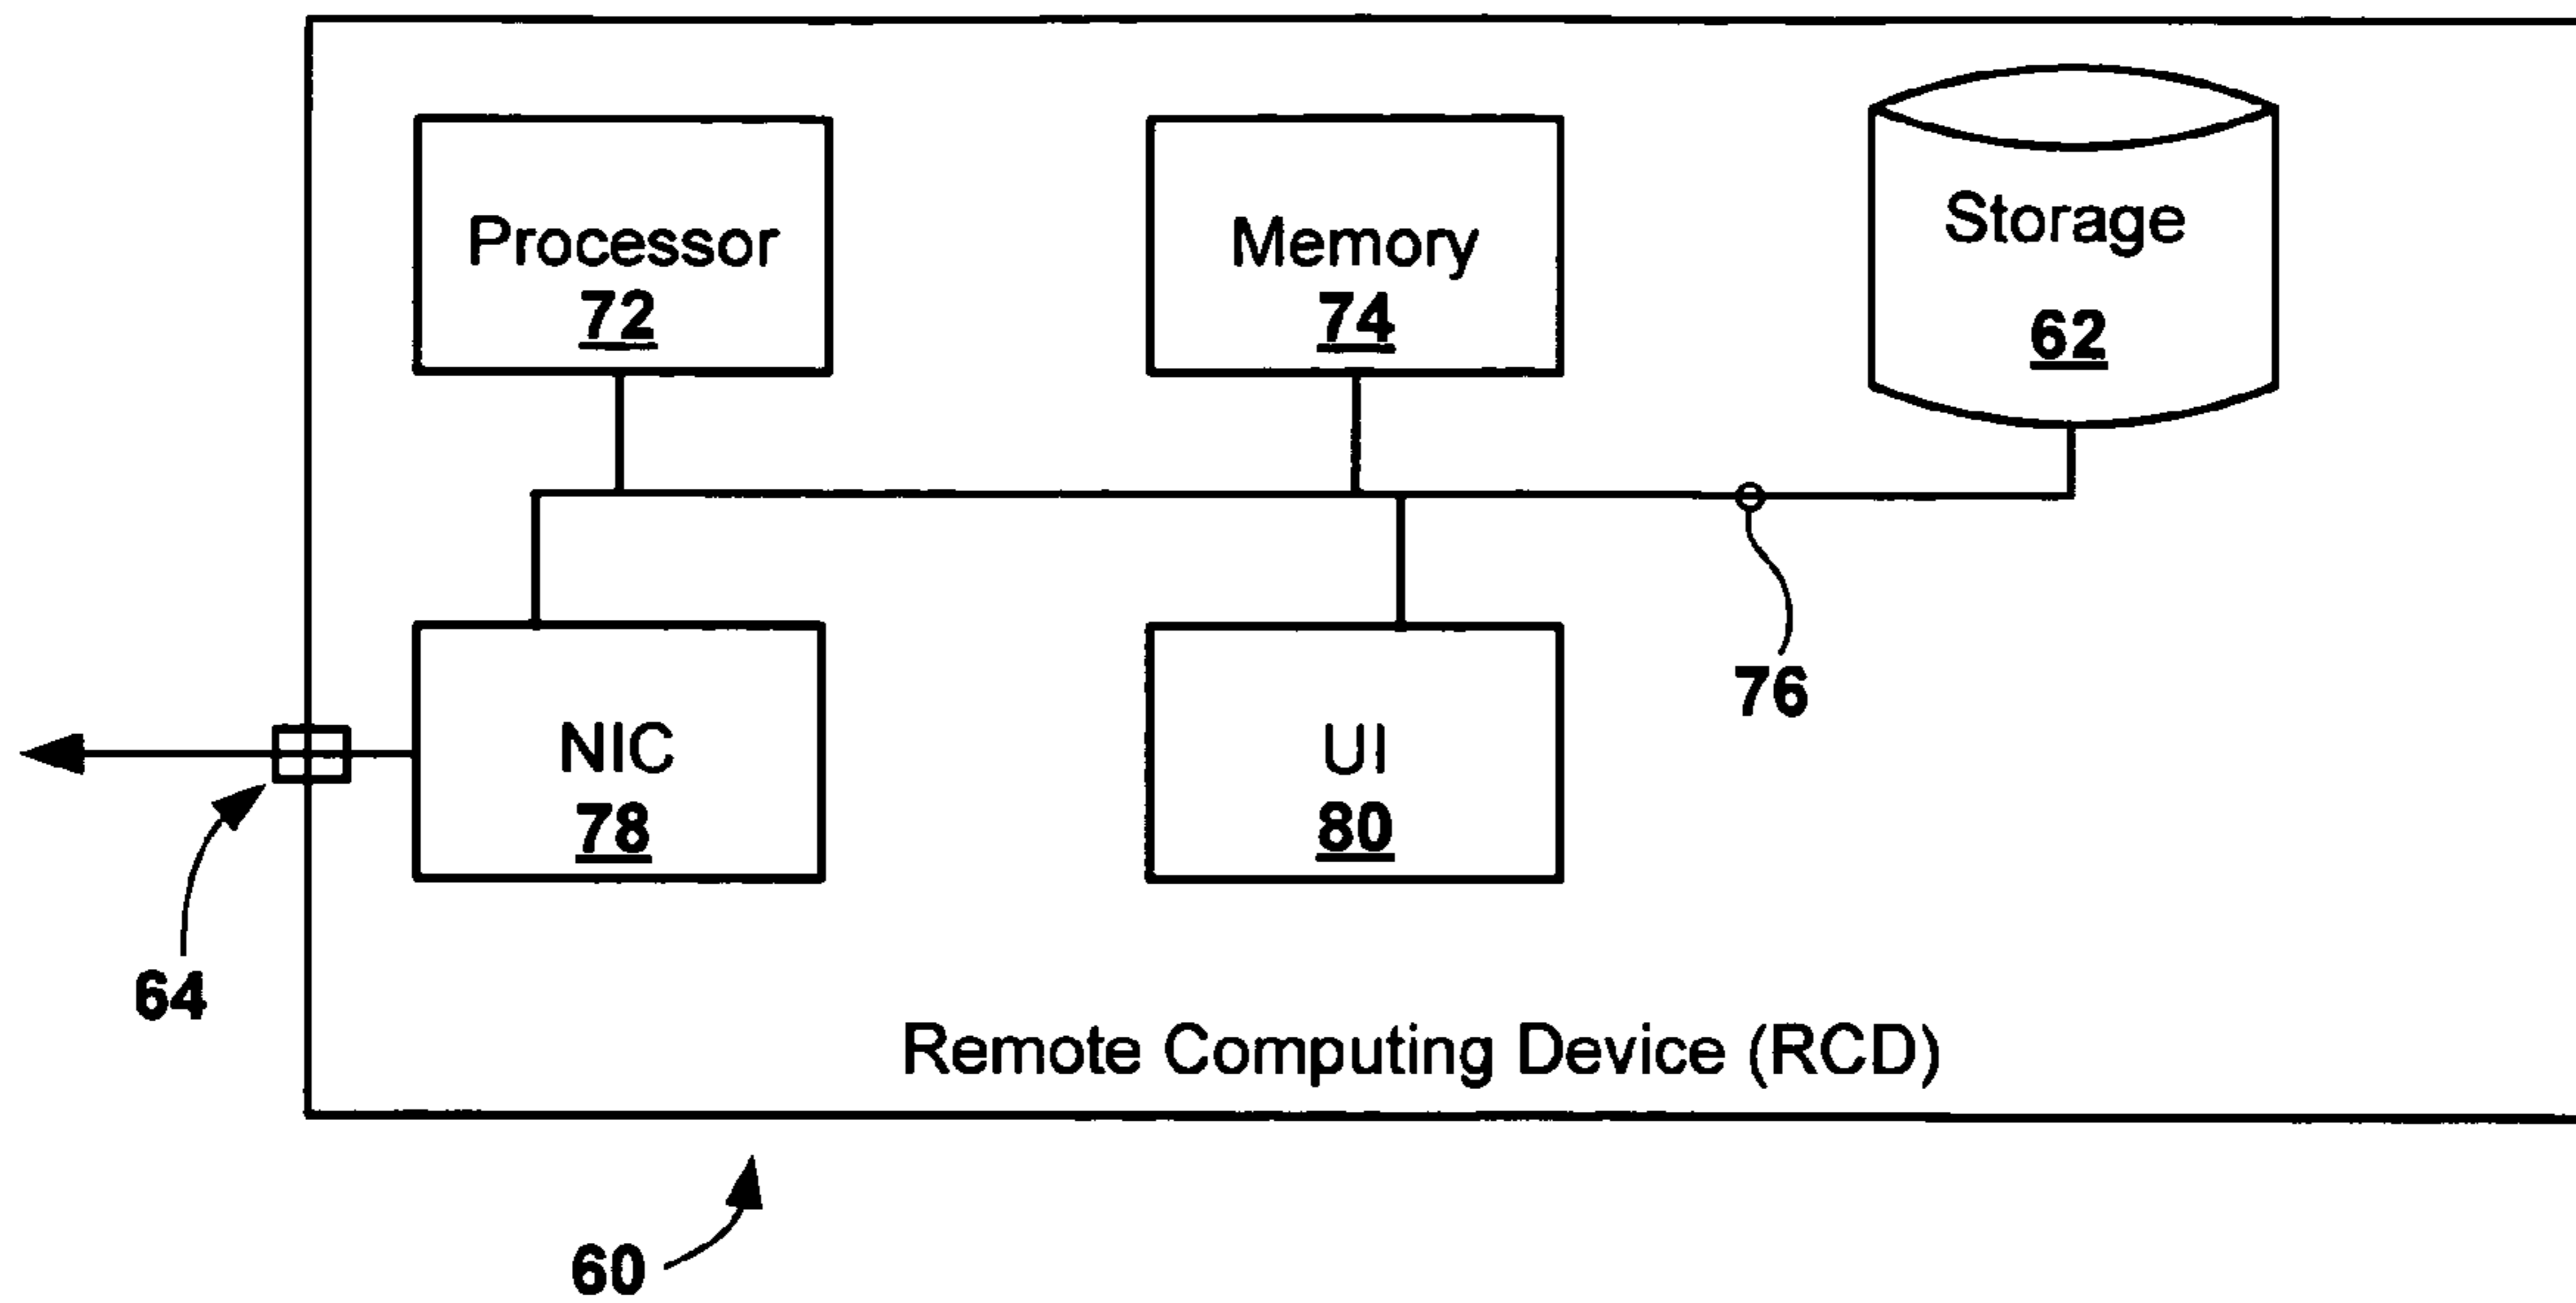 Processor
72
Memory
74
Storage
62
76
NIC
78
UI
80
64
Remote Computing Device (RCD)
60